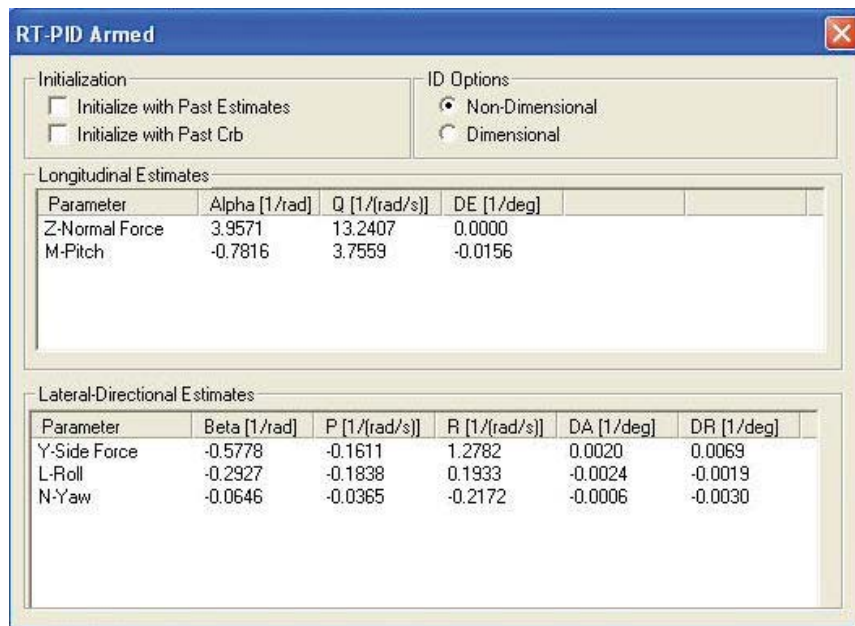 RT-PID Armed
Initialization
ID Options
Initialize with Past Estimates
Non-Dimensional
Initialize with Past Crb
Dimensional
Longitudinal Estimates
Parameter Alpha [1/rad] Q [1/(rad/s)] DE [1/deg]
Z-Normal Force 3.9571 13.2407 0.0000
M-Pitch -0.7816 3.7559 -0.0156
Lateral-Directional Estimates
Parameter Beta [1/rad] P [1/(rad/s)] R [1/(rad/s)] DA [1/deg] DR [1/deg]
Y-Side Force -0.5778 -0.1611 1.2782 0.0020 0.0069
L-Roll -0.2927 -0.1838 0.1933 -0.0024 -0.0019
N-Yaw -0.0646 -0.0365 -0.2172 -0.0006 -0.0030